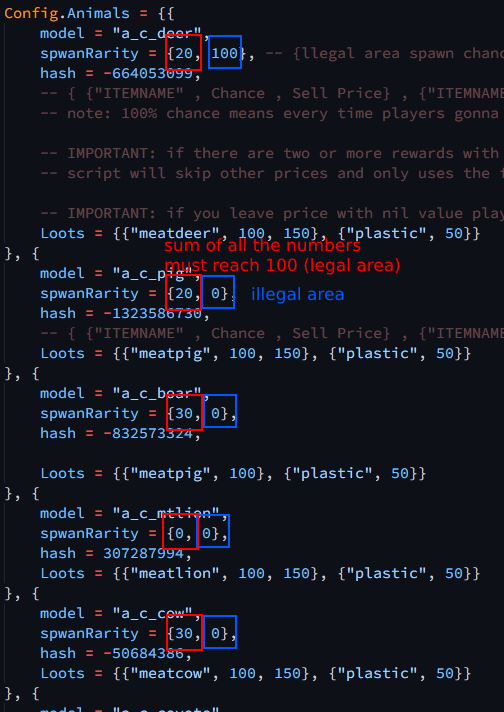 Config.Animals = {{
model = "a_c_deer",
spwanRarity = {20, 100}, -- {llegal area spawn chanc
hash = -664053099,
-- { {"ITEMNAME" , Chance , Sell Price} , {"ITEMNAM
-- note: 100% chance means every time players gonna
-- IMPORTANT: if there are two or more rewards with
-- script will skip other prices and only uses the f
-- IMPORTANT: if you leave price with nil value play
Loots = {{"meatdeer", 100, 150}, {"plastic", 50}}
sum of all the numbers
}, {
must reach 100 (legal area)
model = "a_c_pig",
spwanRarity = {20, 0}, illegal area
hash = -1323586730,
-- { {"ITEMNAME" , Chance , Sell Price} , {"ITEMNAM
Loots = {{"meatpig", 100, 150}, {"plastic", 50}}
}, {
model = "a_c_boar",
spwanRarity = {30, 0},
hash = -832573324,
Loots = {{"meatpig", 100}, {"plastic", 50}}
}, {
model = "a_c_mtlion",
spwanRarity = {0, 0},
hash = 307287994,
Loots = {{"meatlion", 100, 150}, {"plastic", 50}}
}, {
model = "a_c_cow",
spwanRarity = {30, 0},
hash = -50684386,
Loots = {{"meatcow", 100, 150}, {"plastic", 50}}
}, {